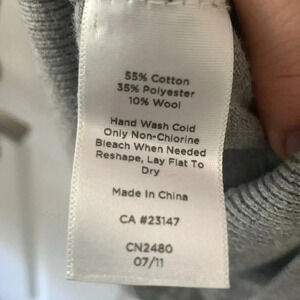 55% Cotton
35% Polyester
10% Wool
Hand Wash Cold
Only Non-Chlorine
Bleach When Needed
Reshape, Lay Flat To
Dry
Made In China
CA #23147
CN2480
07/11